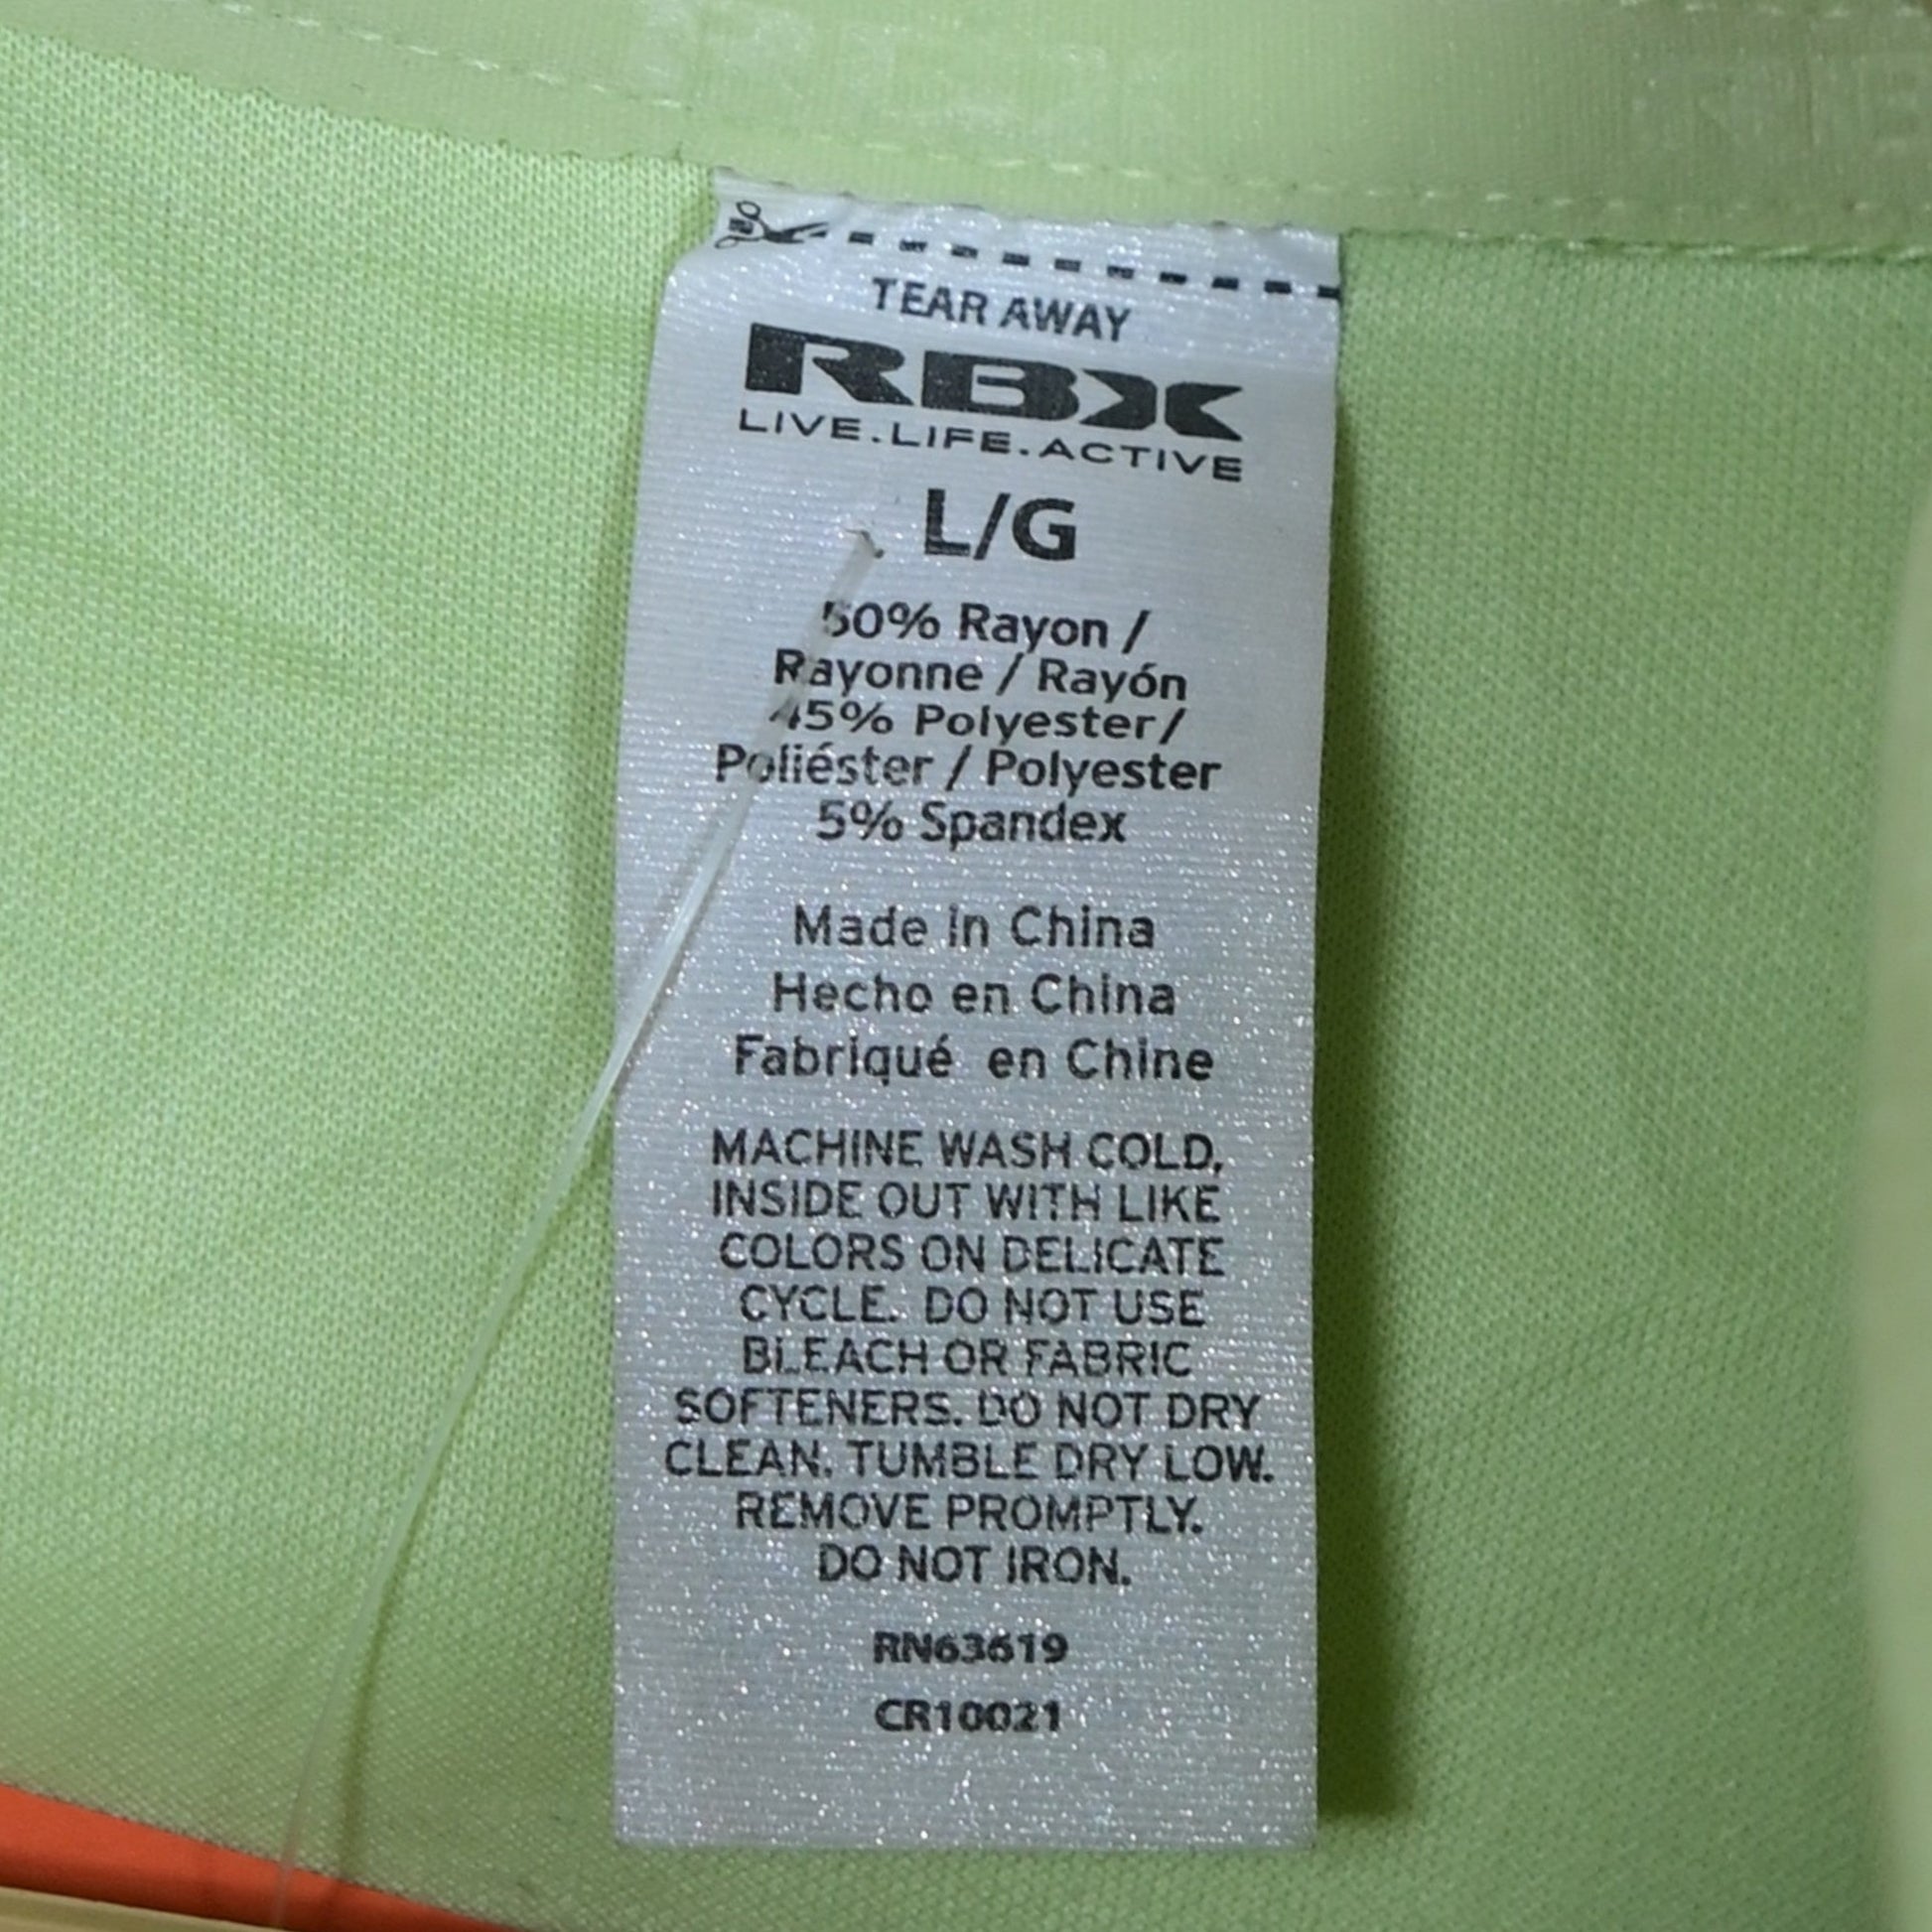 TEAR AWAY
RBX
LIVE.LIFE.ACTIVE
L/G
50% Rayon /
Rayonne / Rayón
45% Polyester/
Poliéster / Polyester
5% Spandex
Made in China
Hecho en China
Fabriqué en Chine
MACHINE WASH COLD,
INSIDE OUT WITH LIKE
COLORS ON DELICATE
CYCLE. DO NOT USE
BLEACH OR FABRIC
SOFTENERS. DO NOT DRY
CLEAN. TUMBLE DRY LOW.
REMOVE PROMPTLY.
DO NOT IRON.
RN63619
CR10021